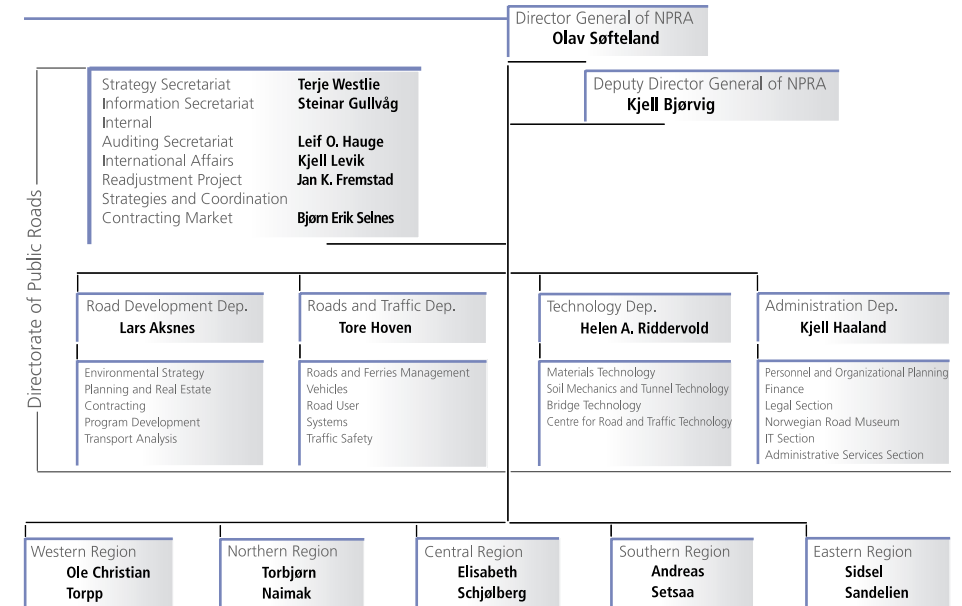 Director General of NPRA
Olav Søfteland
Deputy Director General of NPRA
Kjell Bjørvig
Directorate of Public Roads
Strategy Secretariat Terje Westlie
Information Secretariat Steinar Gullvåg
Internal
Auditing Secretariat Leif O. Hauge
International Affairs Kjell Levik
Readjustment Project Jan K. Fremstad
Strategies and Coordination
Contracting Market Bjørn Erik Selnes
Road Development Dep.
Lars Aksnes
Environmental Strategy
Planning and Real Estate
Contracting
Program Development
Transport Analysis
Roads and Traffic Dep.
Tore Hoven
Roads and Ferries Management
Vehicles
Road User
Systems
Traffic Safety
Technology Dep.
Helen A. Riddervold
Materials Technology
Soil Mechanics and Tunnel Technology
Bridge Technology
Centre for Road and Traffic Technology
Administration Dep.
Kjell Haaland
Personnel and Organizational Planning
Finance
Legal Section
Norwegian Road Museum
IT Section
Administrative Services Section
Western Region
Ole Christian
Torpp
Northern Region
Torbjørn
Naimak
Central Region
Elisabeth
Schjølberg
Southern Region
Andreas
Setsaa
Eastern Region
Sidsel
Sandelien